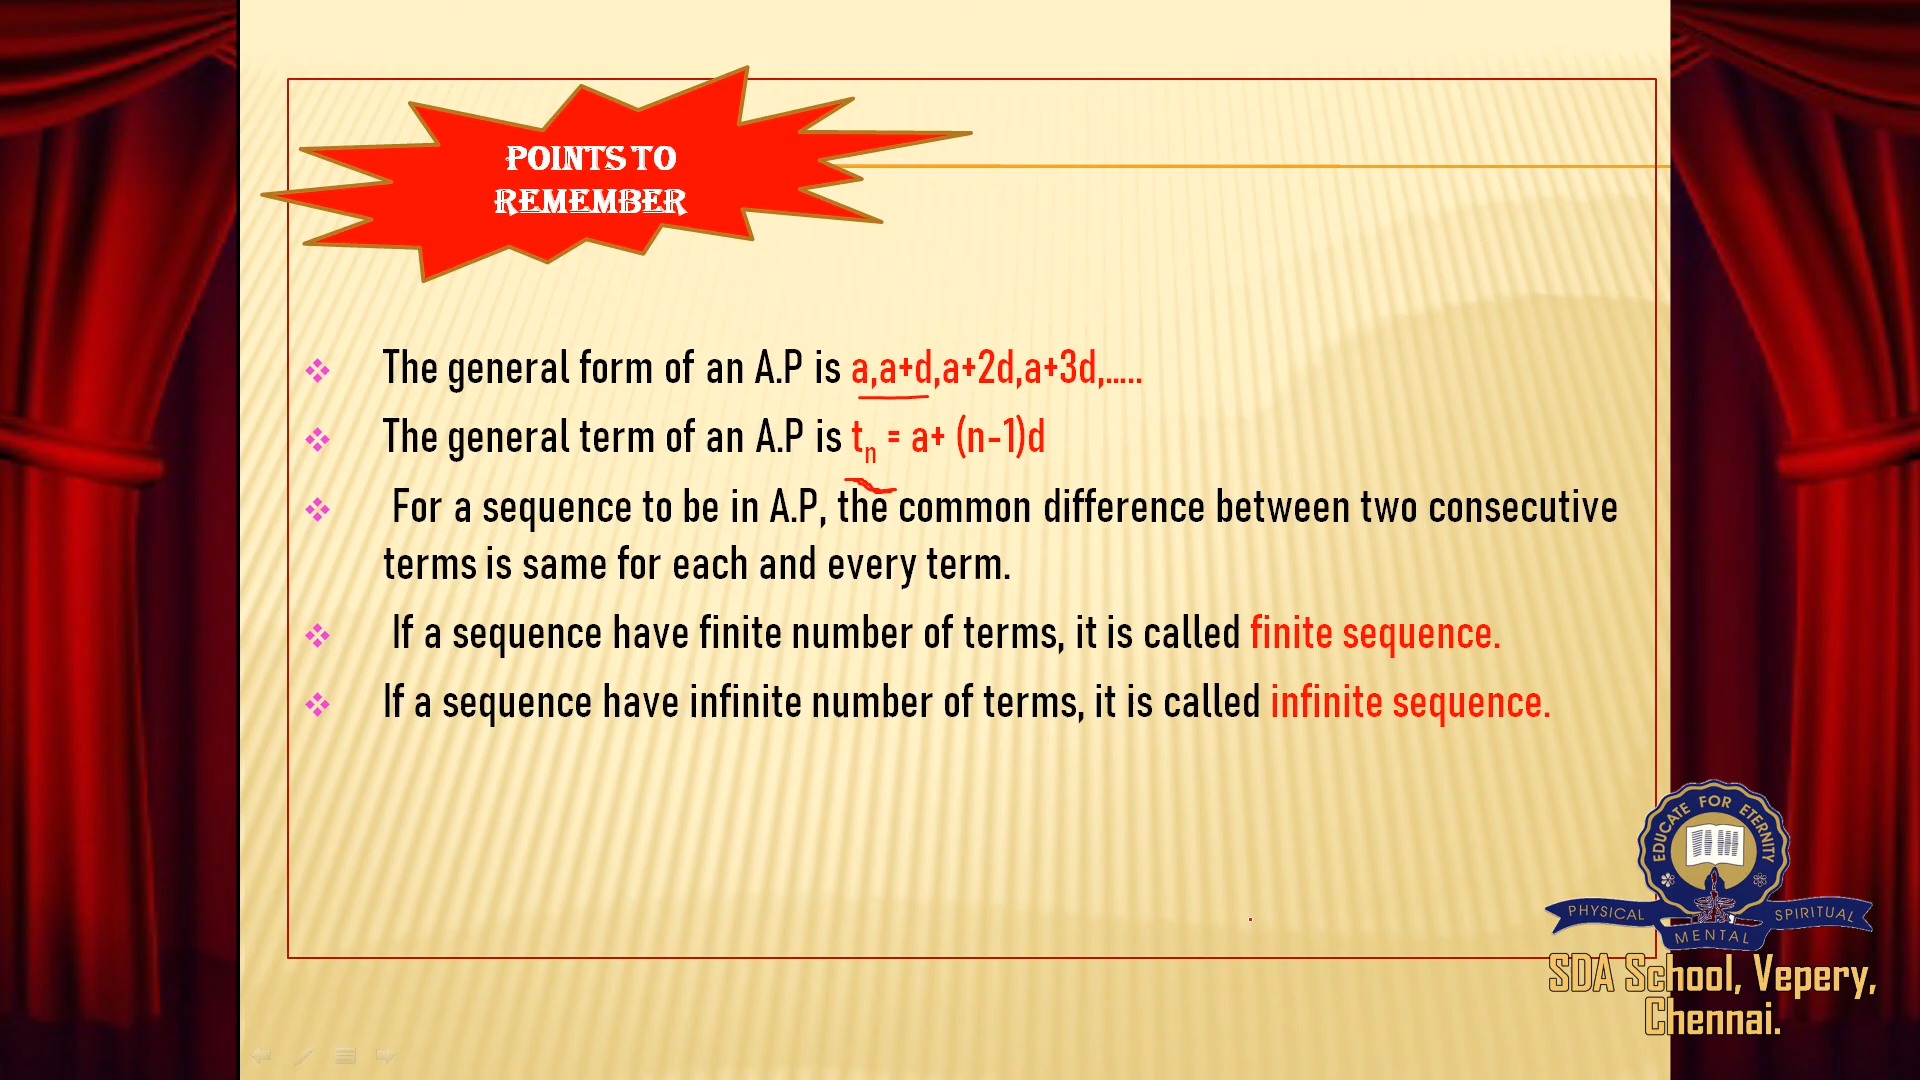 POINTS TO
REMEMBER
The general form of an A.P is a,a+d,a+2d,a+3d,.....
The general term of an A.P is tₙ = a+ (n-1)d
For a sequence to be in A.P, the common difference between two consecutive
terms is same for each and every term.
If a sequence have finite number of terms, it is called finite sequence.
If a sequence have infinite number of terms, it is called infinite sequence.
EDUCATE FOR ETERNITY
PHYSICAL MENTAL SPIRITUAL
SDA School, Vepery,
Chennai.